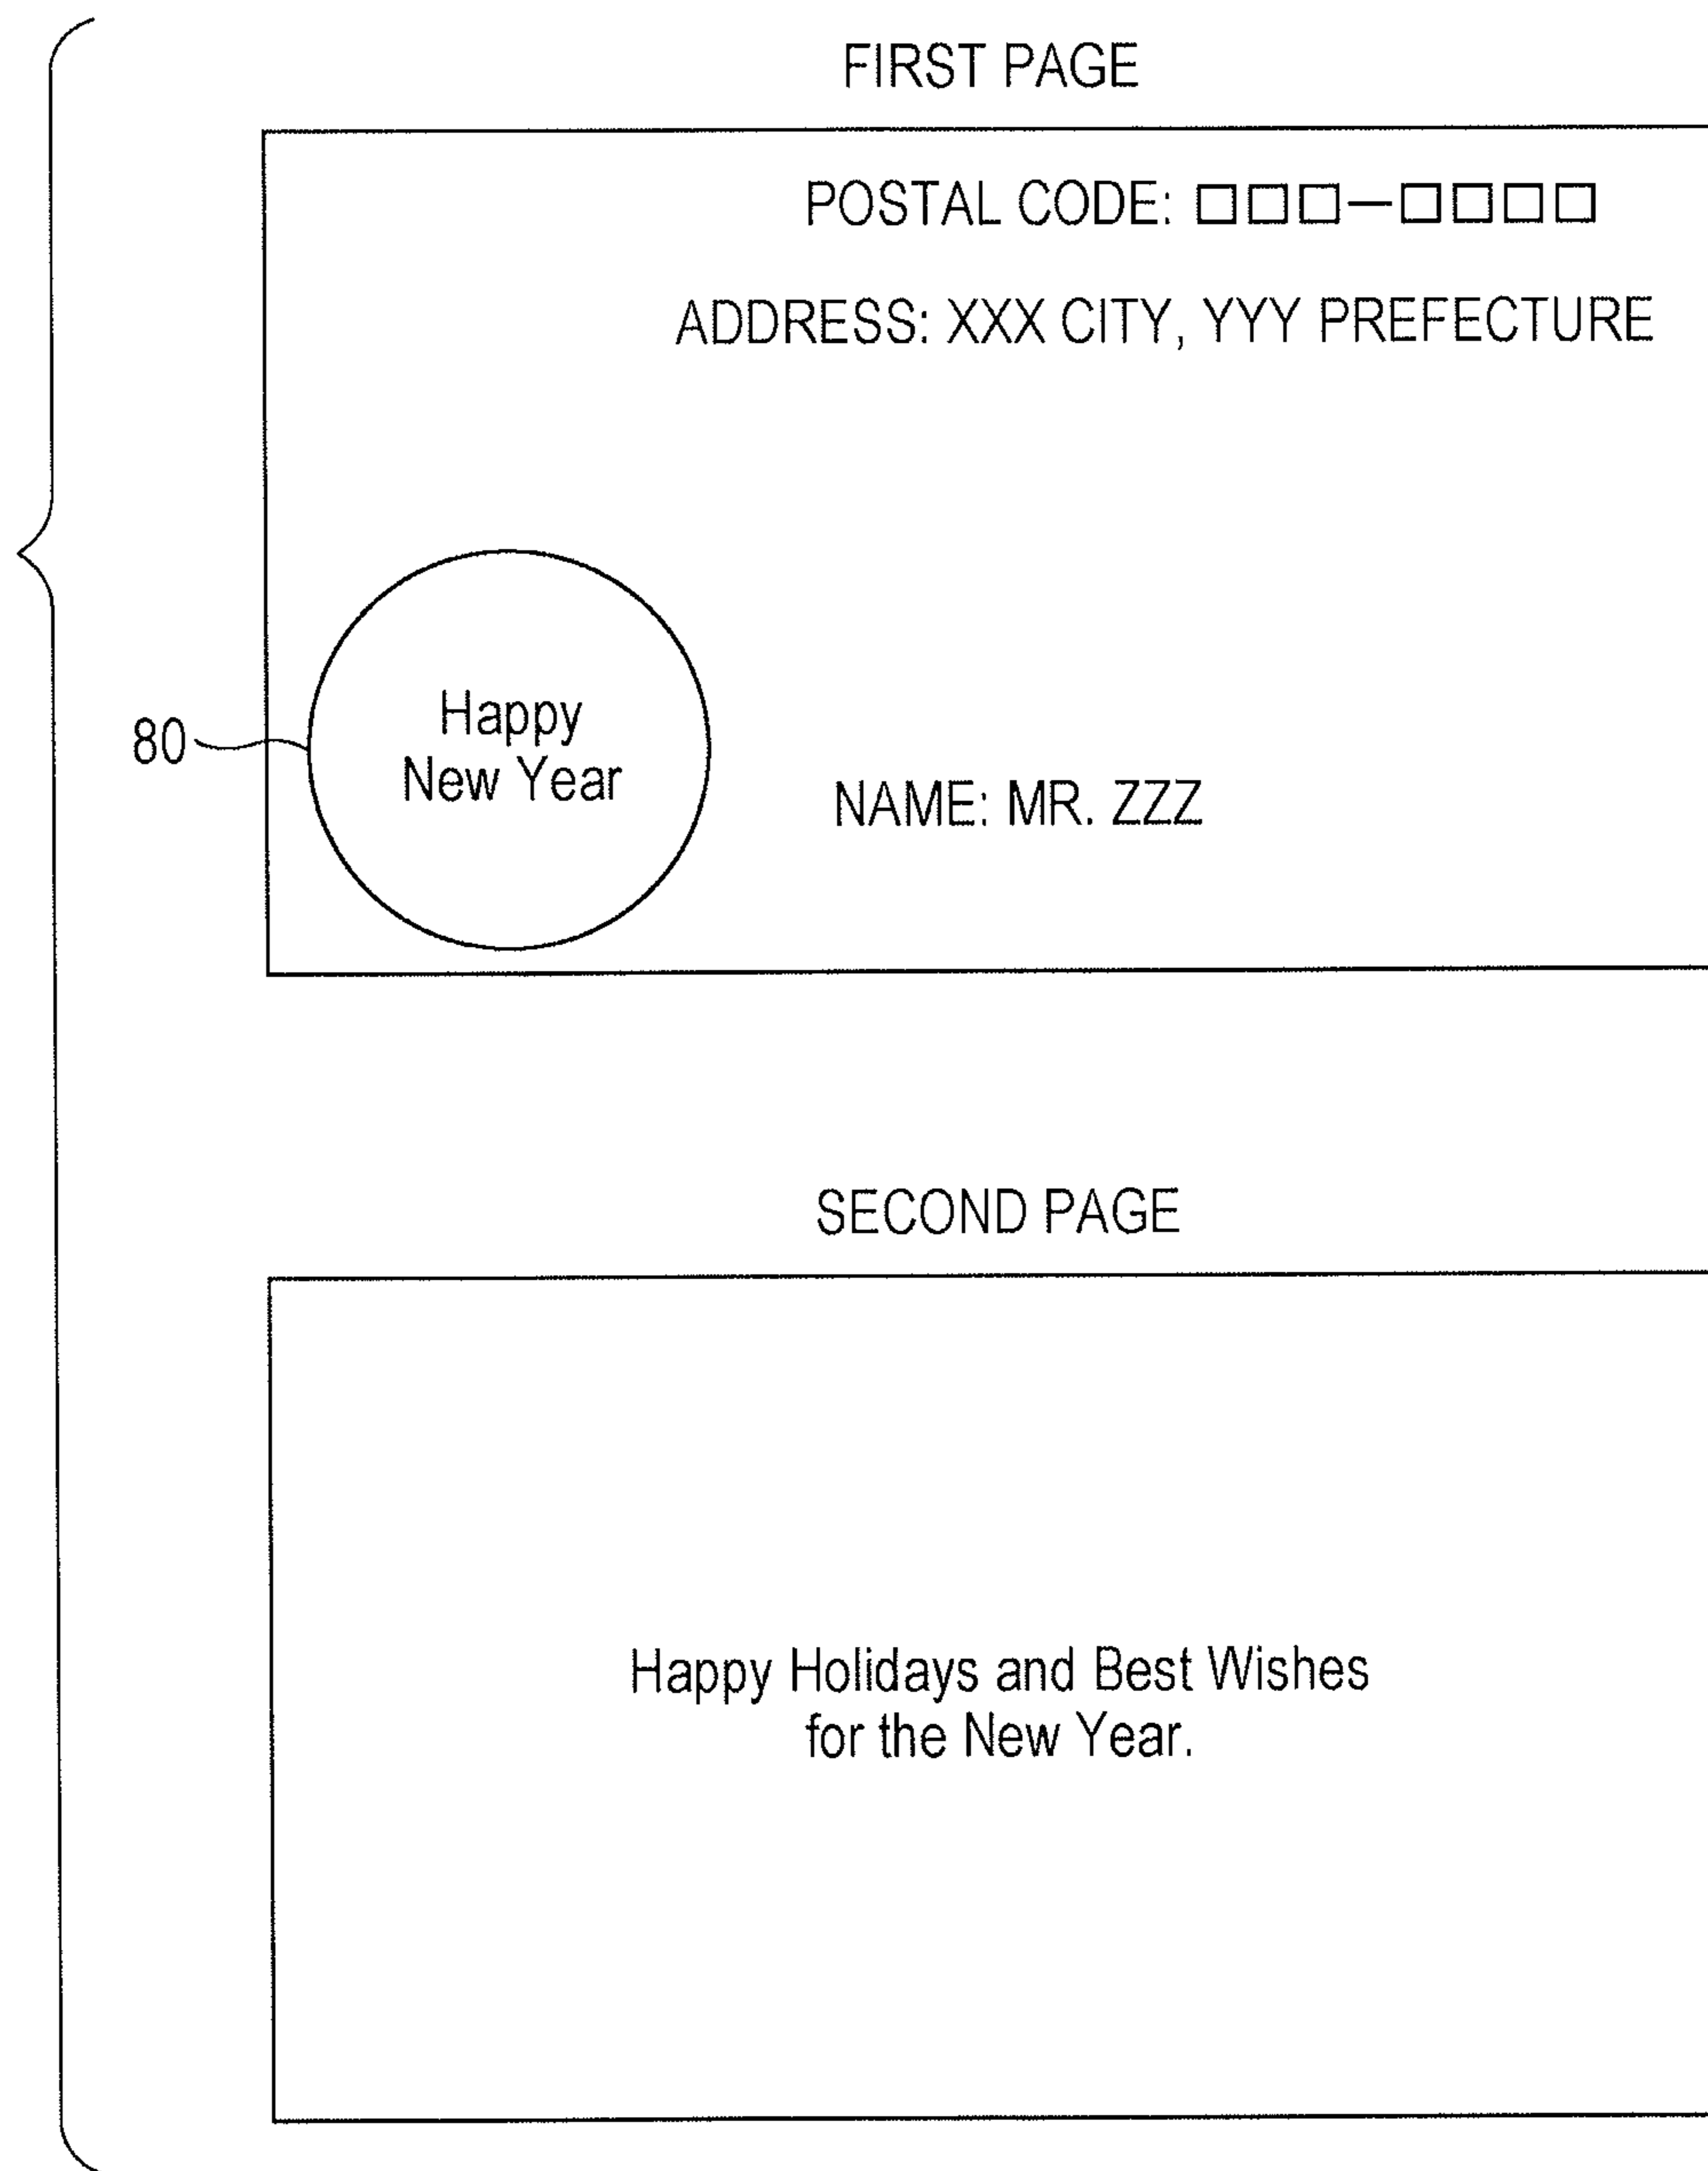 FIRST PAGE
POSTAL CODE: □□□—□□□□
ADDRESS: XXX CITY, YYY PREFECTURE
Happy
New Year
80
NAME: MR. ZZZ
SECOND PAGE
Happy Holidays and Best Wishes
for the New Year.